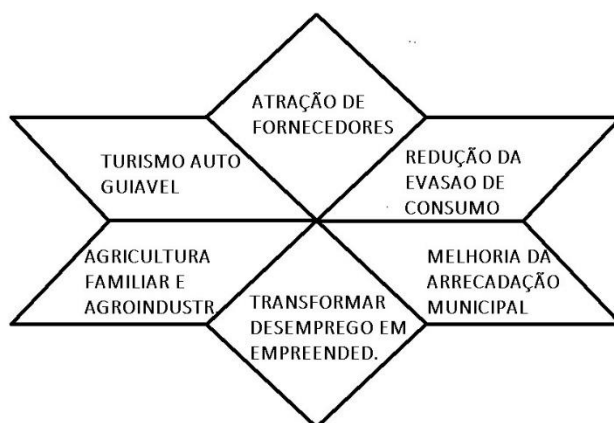 ATRAÇÃO DE
FORNECEDORES
TURISMO AUTO
GUIAVEL
REDUÇÃO DA
EVASAO DE
CONSUMO
AGRICULTURA
FAMILIAR E
AGROINDUSTR.
TRANSFORMAR
DESEMPREGO EM
EMPREENDED.
MELHORIA DA
ARRECADAÇÃO
MUNICIPAL